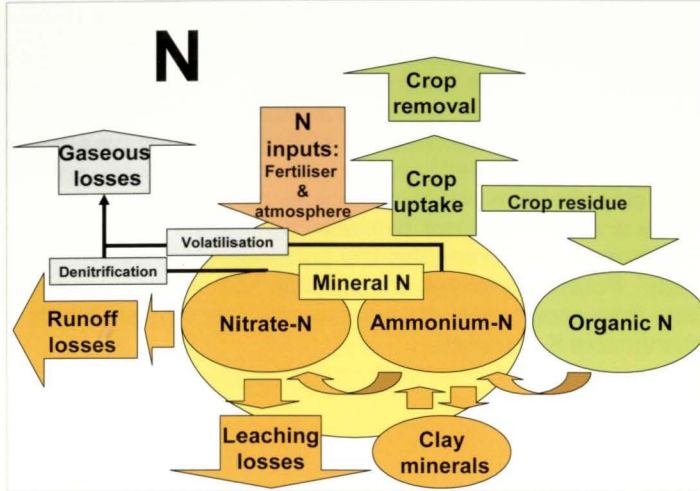 N
Crop
removal
N
inputs:
Fertiliser
&
atmosphere
Gaseous
losses
Crop
uptake
Crop residue
Volatilisation
Denitrification
Mineral N
Runoff
losses
Nitrate-N
Ammonium-N
Organic N
Leaching
losses
Clay
minerals